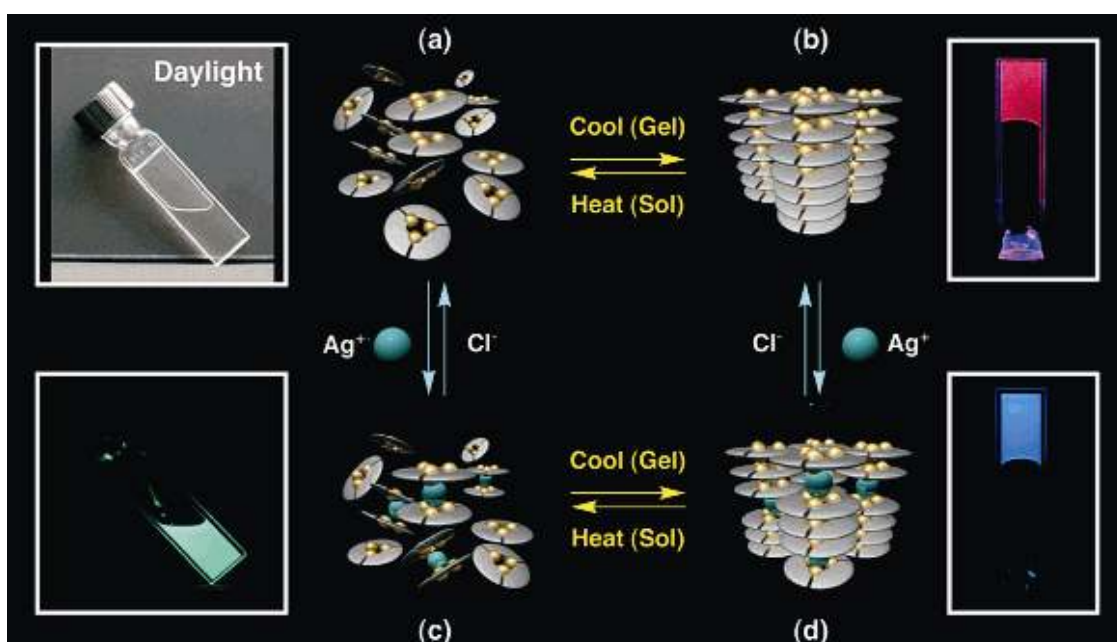 (a)
(b)
Daylight
Cool (Gel)
Heat (Sol)
Ag⁺
Cl⁻
Cl⁻
Ag⁺
Cool (Gel)
Heat (Sol)
(c)
(d)